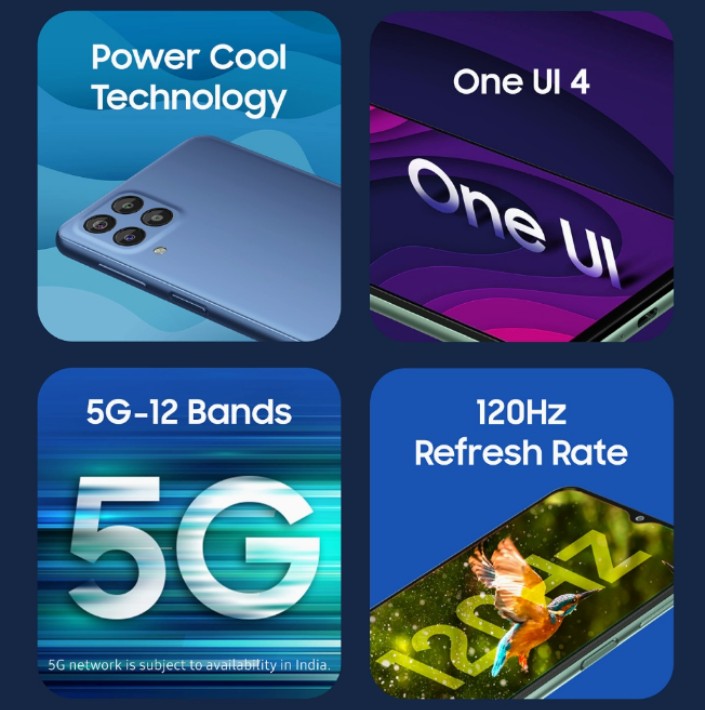 Power Cool
Technology
One UI 4
One UI
5G-12 Bands
5G
5G network is subject to availability in India.
120Hz
Refresh Rate
120Hz